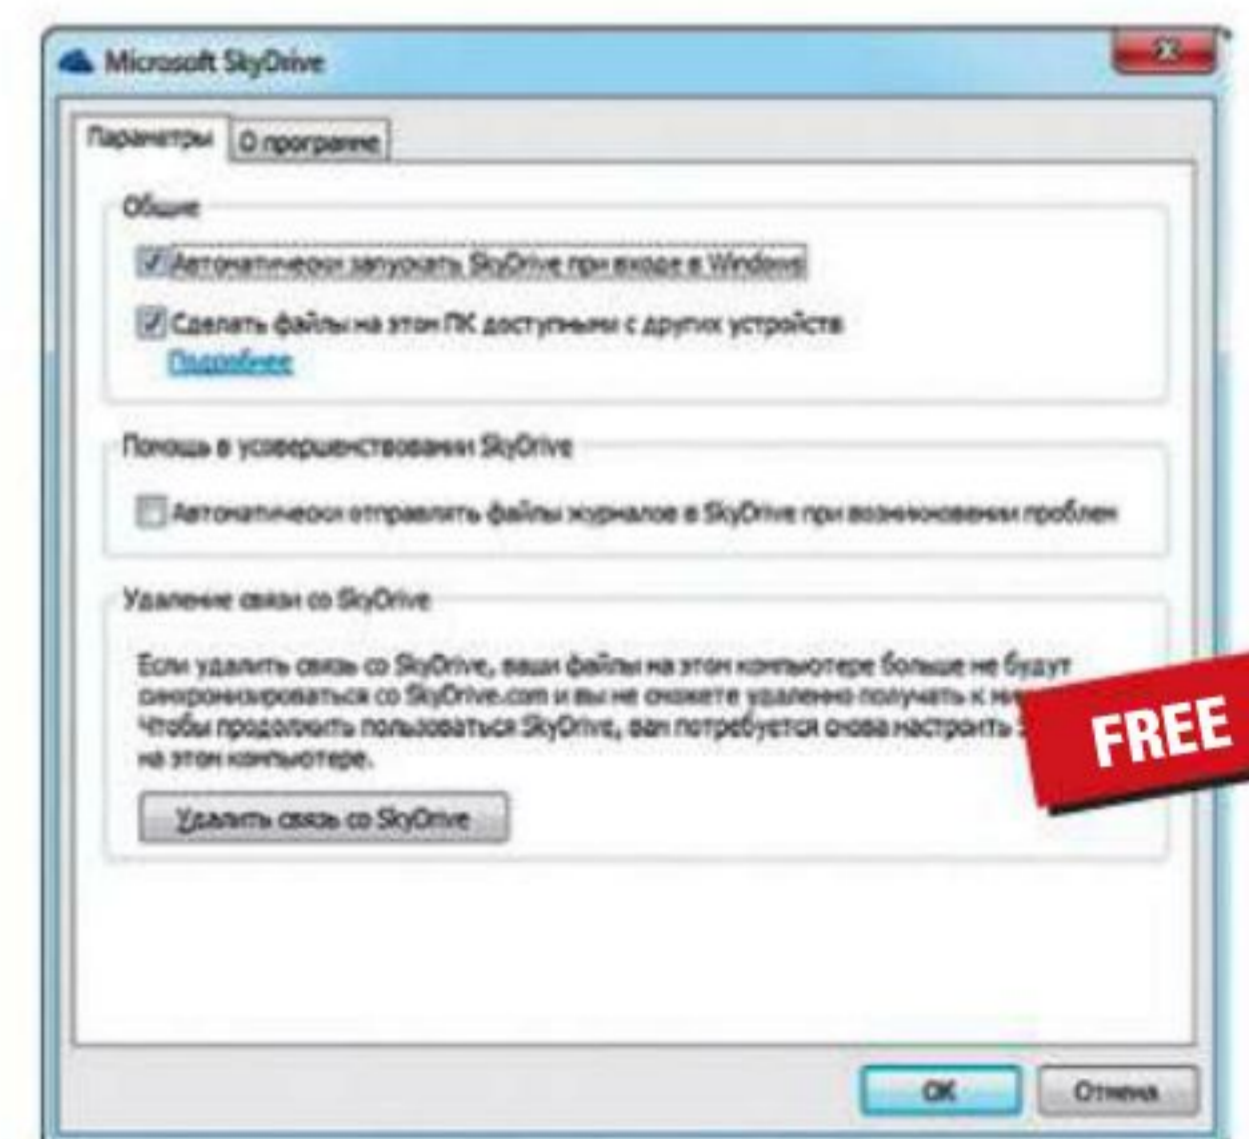 Microsoft SkyDrive
Параметры
О программе
Общие
Автоматически запускать SkyDrive при входе в Windows
Сделать файлы на этом ПК доступными с других устройств
Подробнее
Помощь в усовершенствовании SkyDrive
Автоматически отправлять файлы журналов в SkyDrive при возникновении проблем
Удаление связи со SkyDrive
Если удалить связь со SkyDrive, ваши файлы на этом компьютере больше не будут
синхронизироваться со SkyDrive.com и вы не сможете удаленно получать к
Чтобы продолжить пользоваться SkyDrive, вам потребуется снова настроить
на этом компьютере.
FREE
Удалить связь со SkyDrive
OK
Отмена